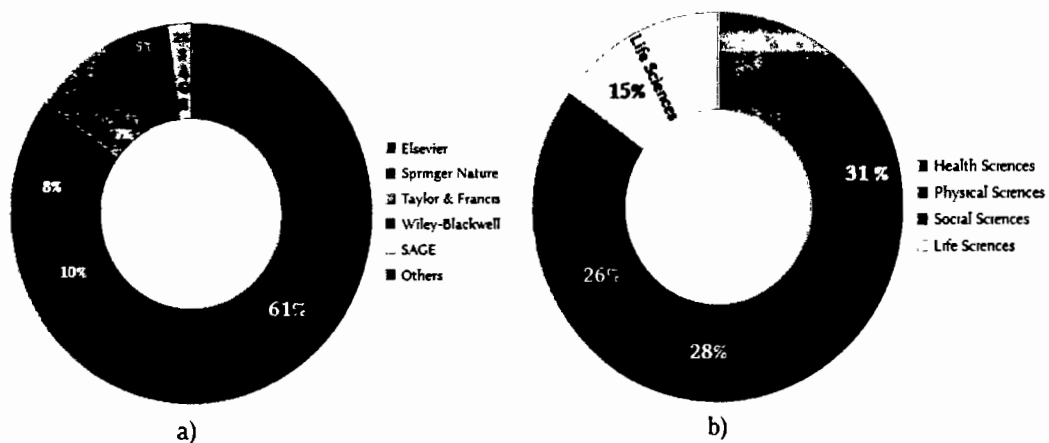 8%
10%
61%
Elsevier
Springer Nature
Taylor & Francis
Wiley-Blackwell
SAGE
Others
a)
Life Sciences
15%
31 %
26%
28%
Health Sciences
Physical Sciences
Social Sciences
Life Sciences
b)